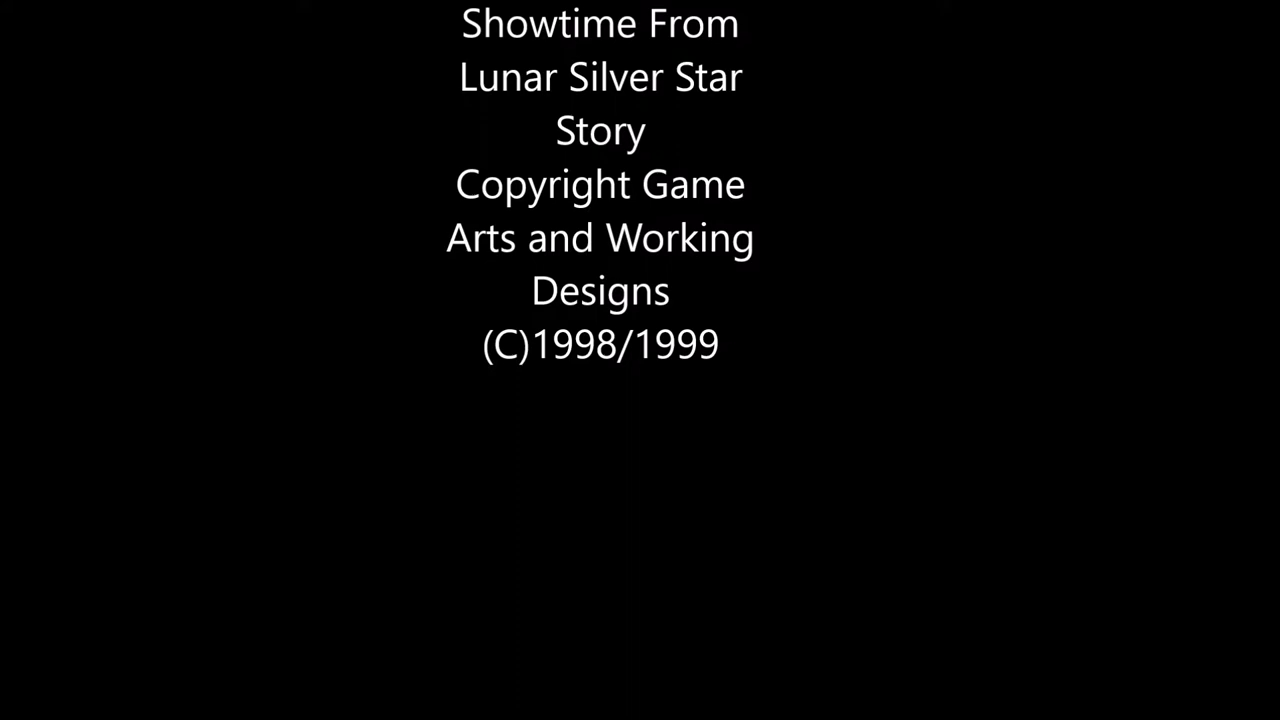 Showtime From
Lunar Silver Star
Story
Copyright Game
Arts and Working
Designs
(C)1998/1999